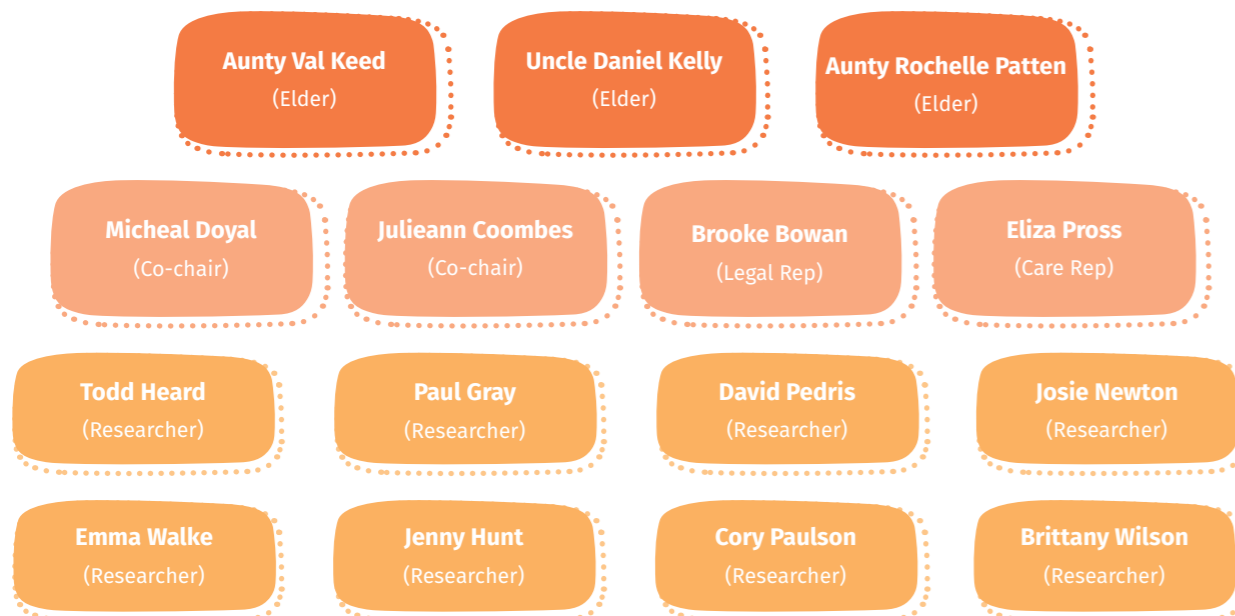 Aunty Val Keed
(Elder)
Uncle Daniel Kelly
(Elder)
Aunty Rochelle Patten
(Elder)
Micheal Doyal
(Co-chair)
Julieann Coombes
(Co-chair)
Brooke Bowan
(Legal Rep)
Eliza Pross
(Care Rep)
Todd Heard
(Researcher)
Paul Gray
(Researcher)
David Pedris
(Researcher)
Josie Newton
(Researcher)
Emma Walke
(Researcher)
Jenny Hunt
(Researcher)
Cory Paulson
(Researcher)
Brittany Wilson
(Researcher)